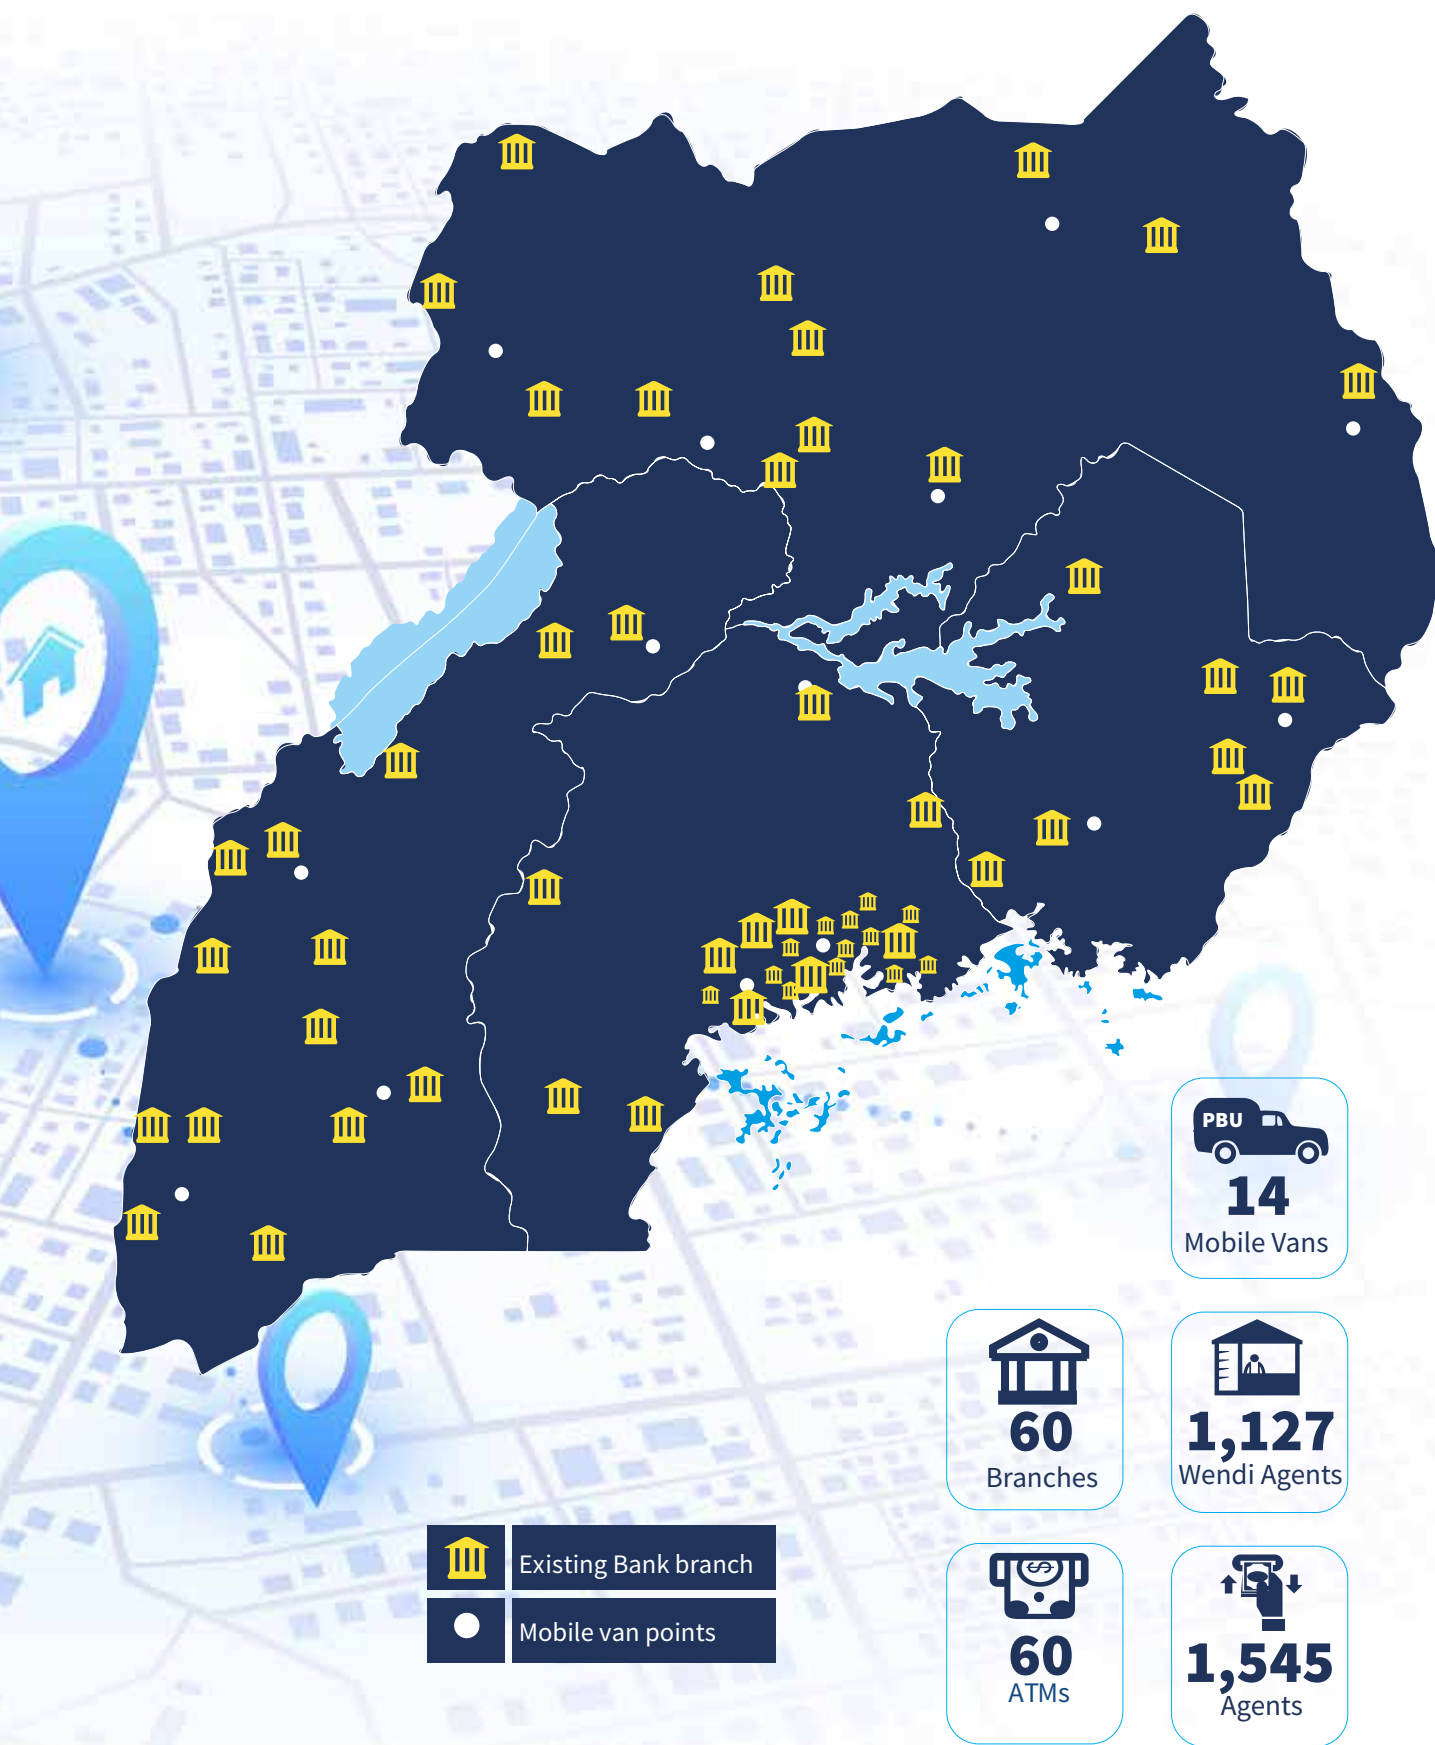 PBU
14
Mobile Vans
60
Branches
1,127
Wendi Agents
Existing Bank branch
Mobile van points
60
ATMs
1,545
Agents